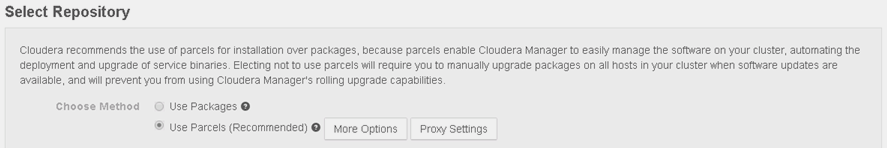 Select Repository
Cloudera recommends the use of parcels for installation over packages, because parcels enable Cloudera Manager to easily manage the software on your cluster, automating the
deployment and upgrade of service binaries. Electing not to use parcels will require you to manually upgrade packages on all hosts in your cluster when software updates are
available, and will prevent you from using Cloudera Manager's rolling upgrade capabilities.
Choose Method Use Packages ?
Use Parcels (Recommended) ? More Options Proxy Settings